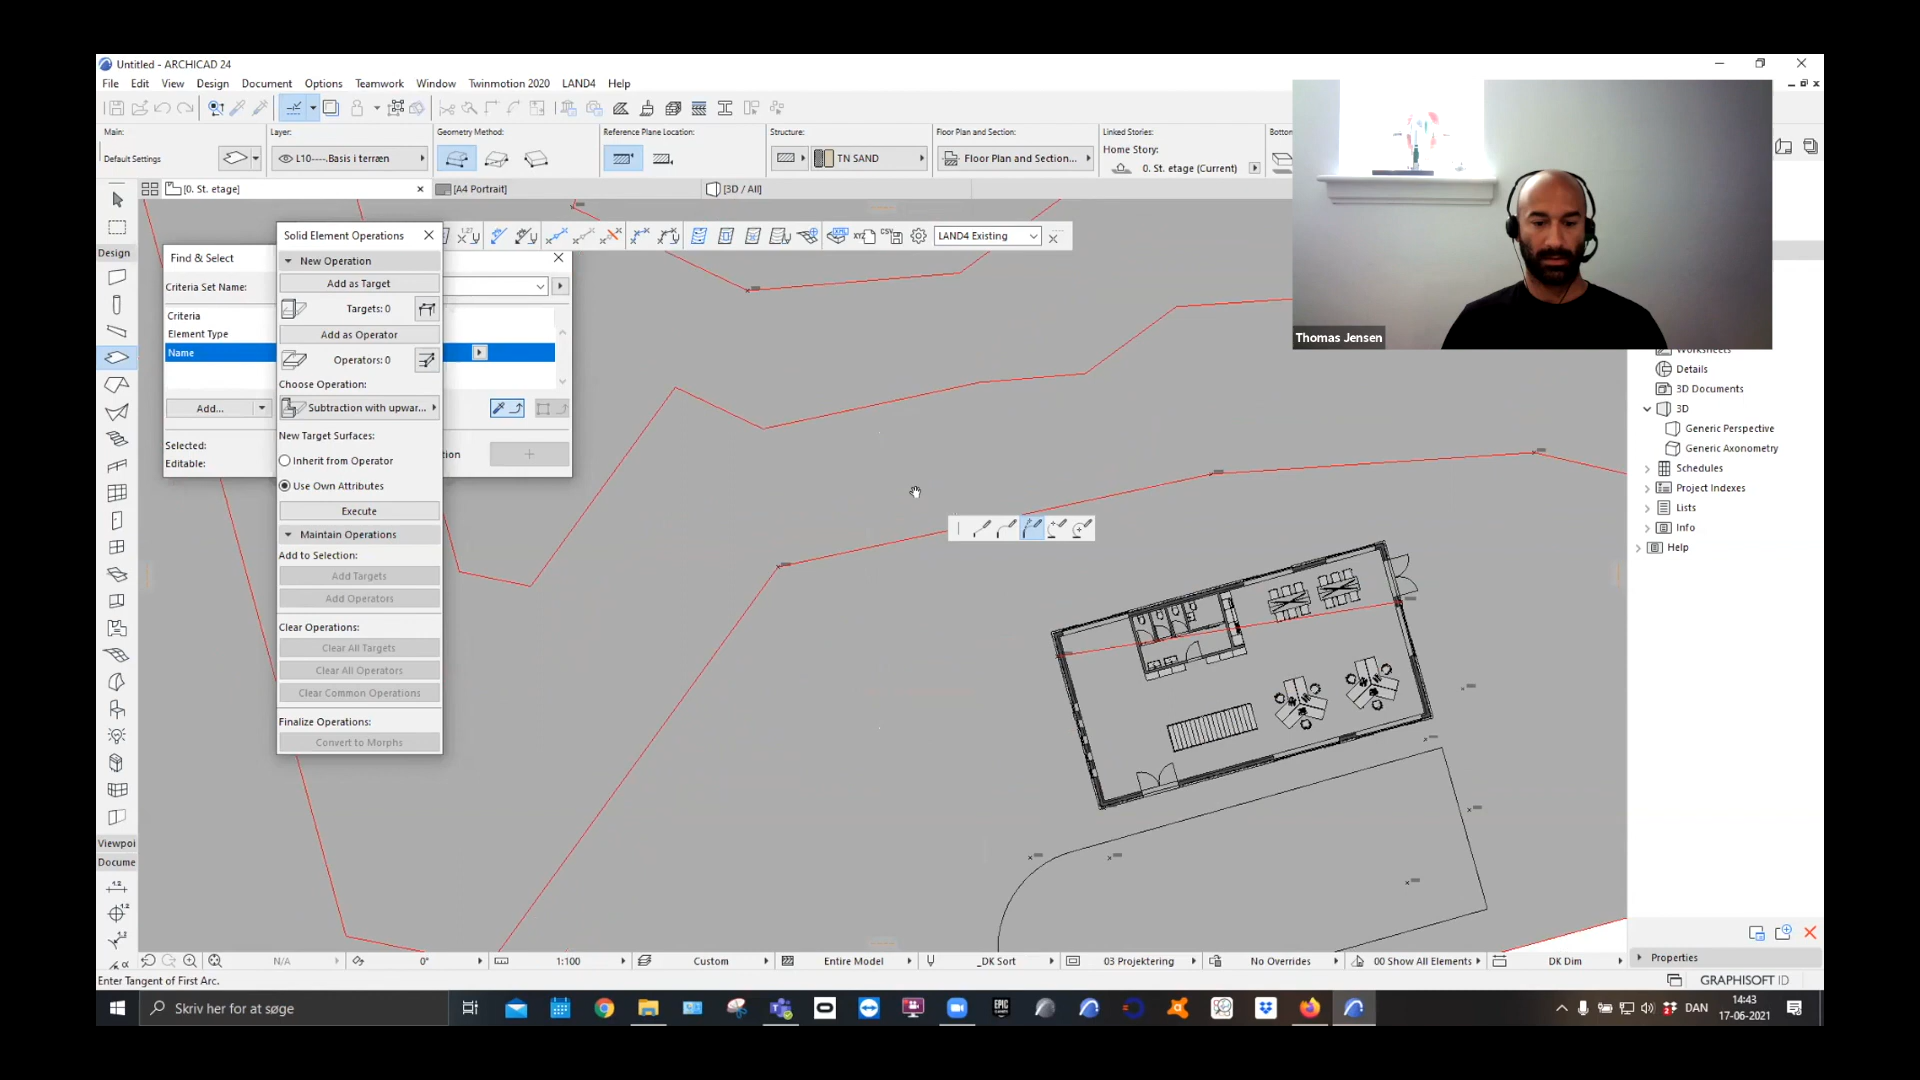 Untitled - ARCHICAD 24
File Edit View Design Document Options Teamwork Window Twinmotion 2020 LAND4 Help
Main: Layer: Geometry Method: Reference Plane Location: Structure: Floor Plan and Section: Linked Stories:
Default Settings L10----.Basis i terræn TN SAND Floor Plan and Section... Home Story:
0. St. etage (Current)
[0. St. etage] [A4 Portrait] [3D / All]
Solid Element Operations
LAND4 Existing
Design
Find & Select
New Operation
Criteria Set Name:
Add as Target
Targets: 0
Criteria
Element Type
Add as Operator
Name
Operators: 0
Choose Operation:
Add...
Subtraction with upwar...
New Target Surfaces:
Selected:
Editable:
Inherit from Operator
Use Own Attributes
Execute
Maintain Operations
Add to Selection:
Add Targets
Add Operators
Clear Operations:
Clear All Targets
Clear All Operators
Clear Common Operations
Finalize Operations:
Convert to Morphs
Thomas Jensen
Worksheets
Details
3D Documents
3D
Generic Perspective
Generic Axonometry
Schedules
Project Indexes
Lists
Info
Help
Viewpoi
Docume
Properties
N/A 0° 1:100 Custom Entire Model _DK Sort 03 Projektering No Overrides 00 Show All Elements DK Dim
Enter Tangent of First Arc.
GRAPHISOFT ID
Skriv her for at søge
DAN
14:43
17-06-2021